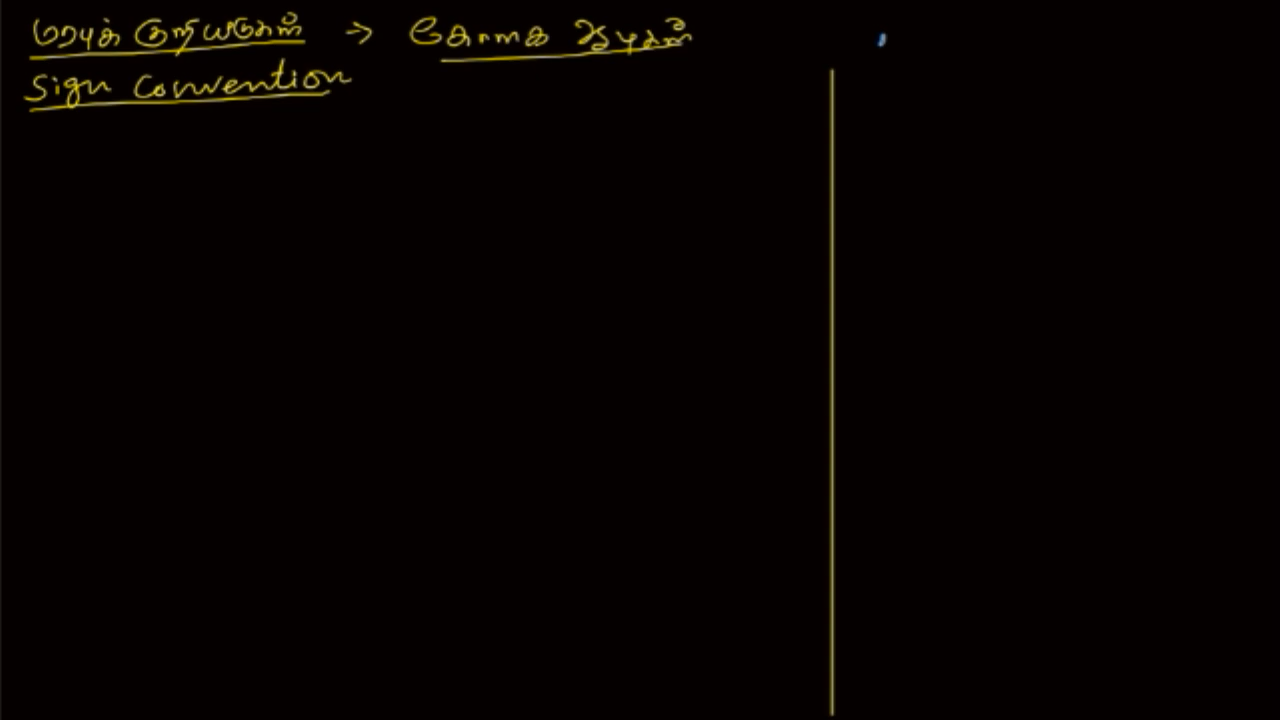 மரபுக் குறியீடுகள் → கோளக ஆடிகள்
Sign Convention